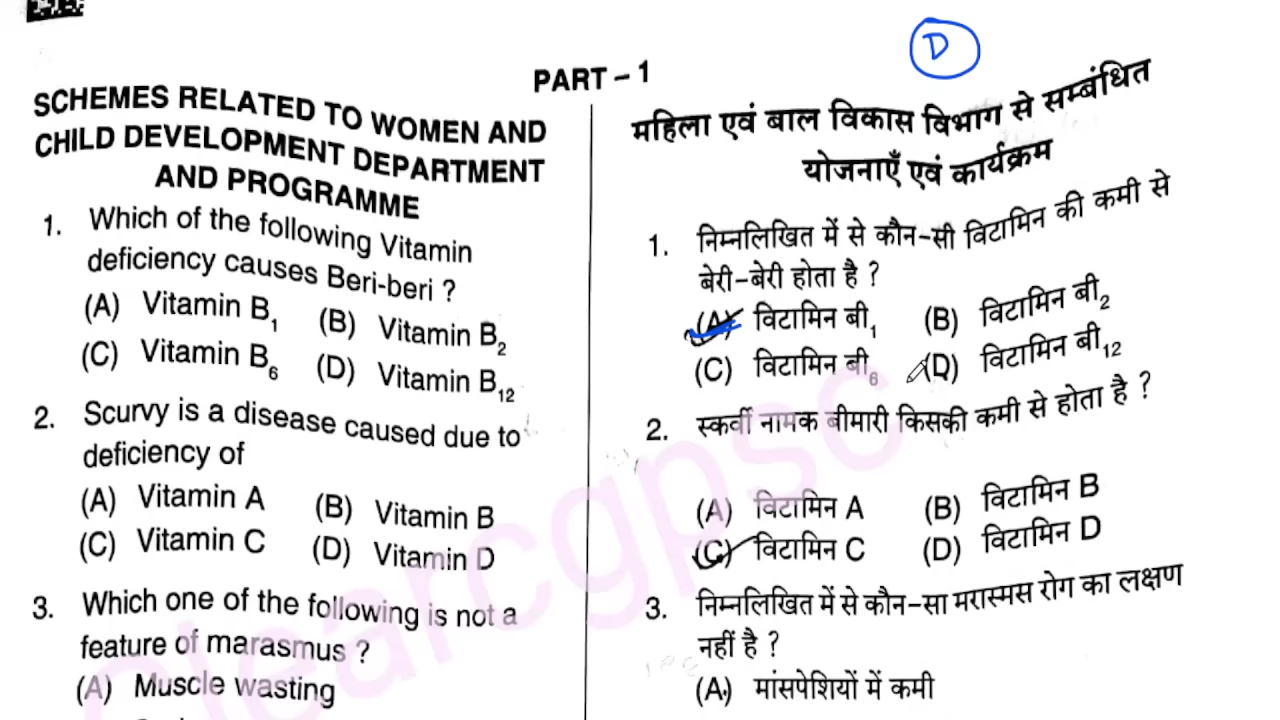 D
PART – 1
SCHEMES RELATED TO WOMEN AND
CHILD DEVELOPMENT DEPARTMENT
AND PROGRAMME
1. Which of the following Vitamin
deficiency causes Beri-beri ?
(A) Vitamin B₁ (B) Vitamin B₂
(C) Vitamin B₆ (D) Vitamin B₁₂
2. Scurvy is a disease caused due to
deficiency of
(A) Vitamin A (B) Vitamin B
(C) Vitamin C (D) Vitamin D
3. Which one of the following is not a
feature of marasmus ?
(A) Muscle wasting
महिला एवं बाल विकास विभाग से सम्बंधित
योजनाएँ एवं कार्यक्रम
1. निम्नलिखित में से कौन-सी विटामिन की कमी से
बेरी-बेरी होता है ?
(A) विटामिन बी₁ (B) विटामिन बी₂
(C) विटामिन बी₆ (D) विटामिन बी₁₂
2. स्कर्वी नामक बीमारी किसकी कमी से होता है ?
(A) विटामिन A (B) विटामिन B
(C) विटामिन C (D) विटामिन D
3. निम्नलिखित में से कौन-सा मरास्मस रोग का लक्षण
नहीं है ?
(A) मांसपेशियों में कमी
clearcgpsc